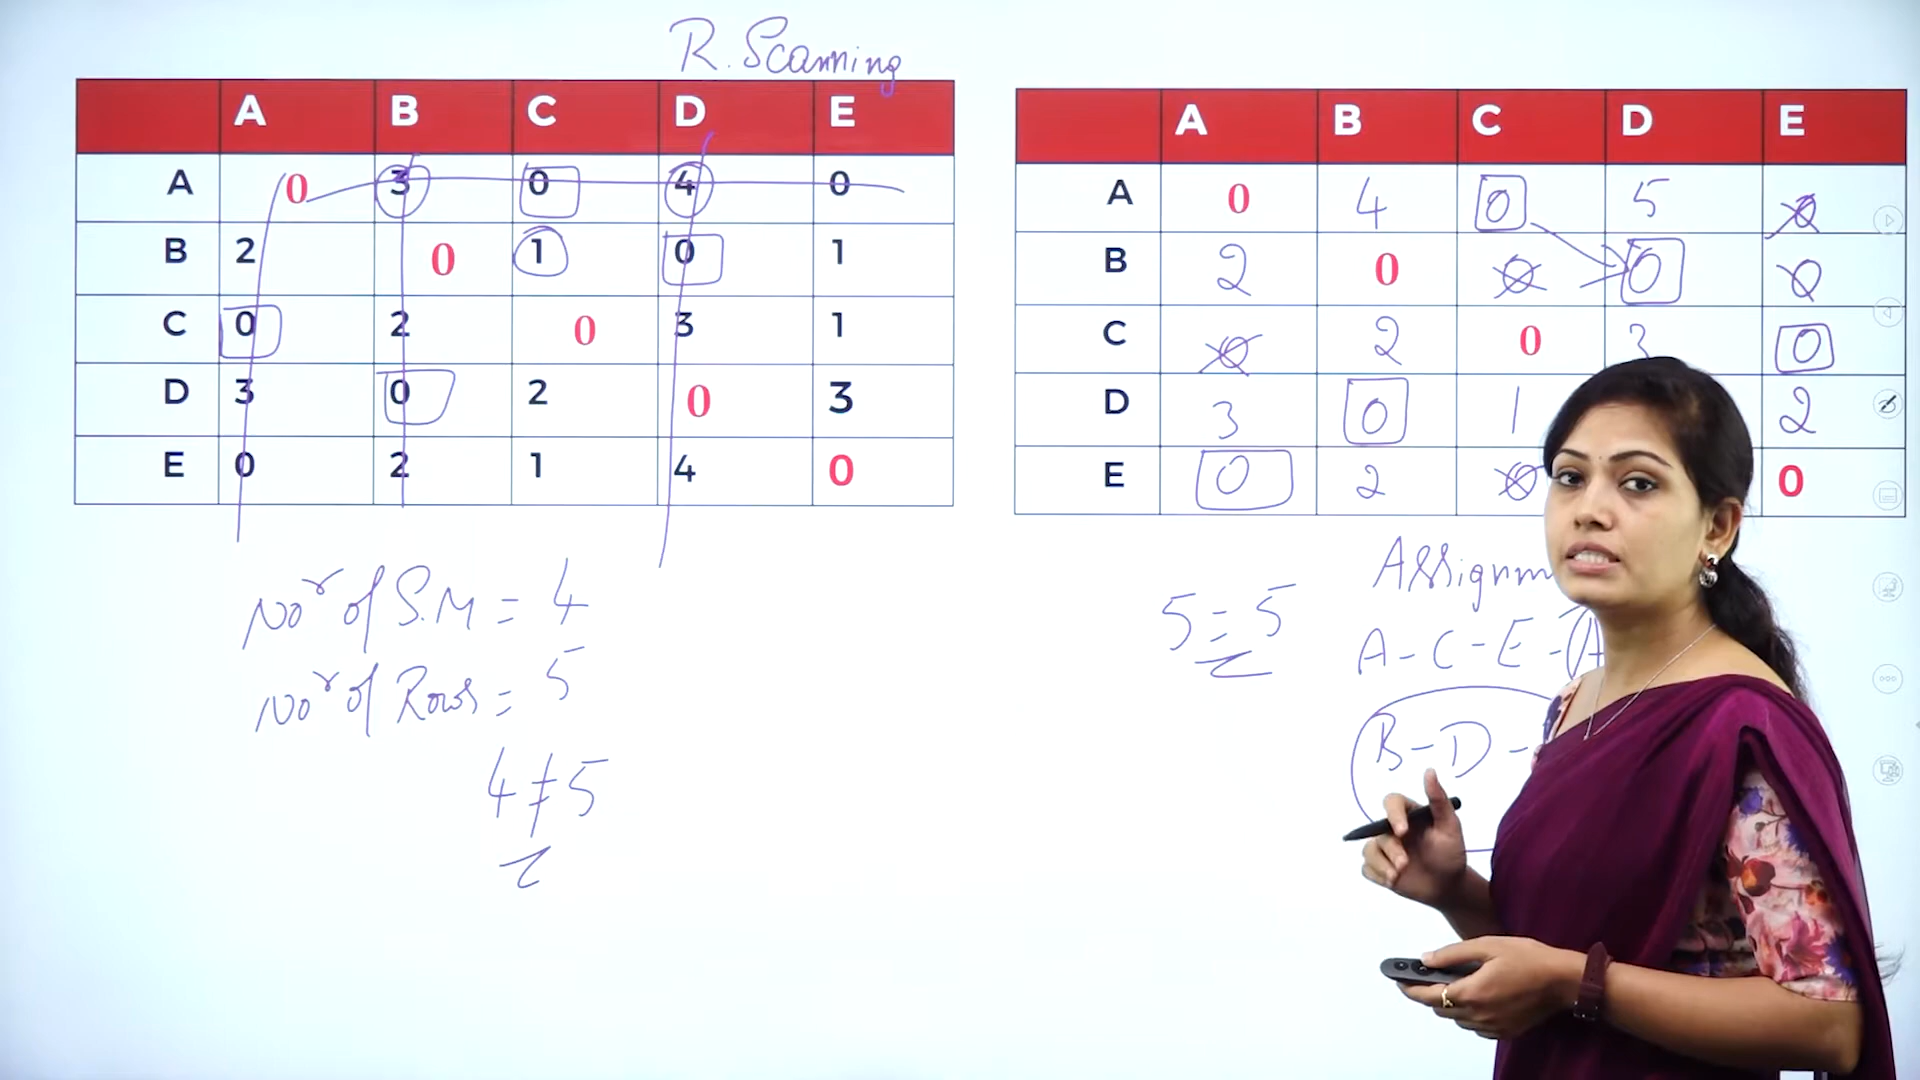 R. Scanning
A B C D E
A 0 3 0 4 0
B 2 0 1 0 1
C 0 2 0 3 1
D 3 0 2 0 3
E 0 2 1 4 0
No^r of S.M = 4
No^r of Rows = 5
4 ≠ 5
A B C D E
A 0 4 0 5 0
B 2 0 0 0 0
C 0 2 0 3 0
D 3 0 1 2
E 0 2 0 0
5 = 5
Assignm
A - C - E - A
B - D -